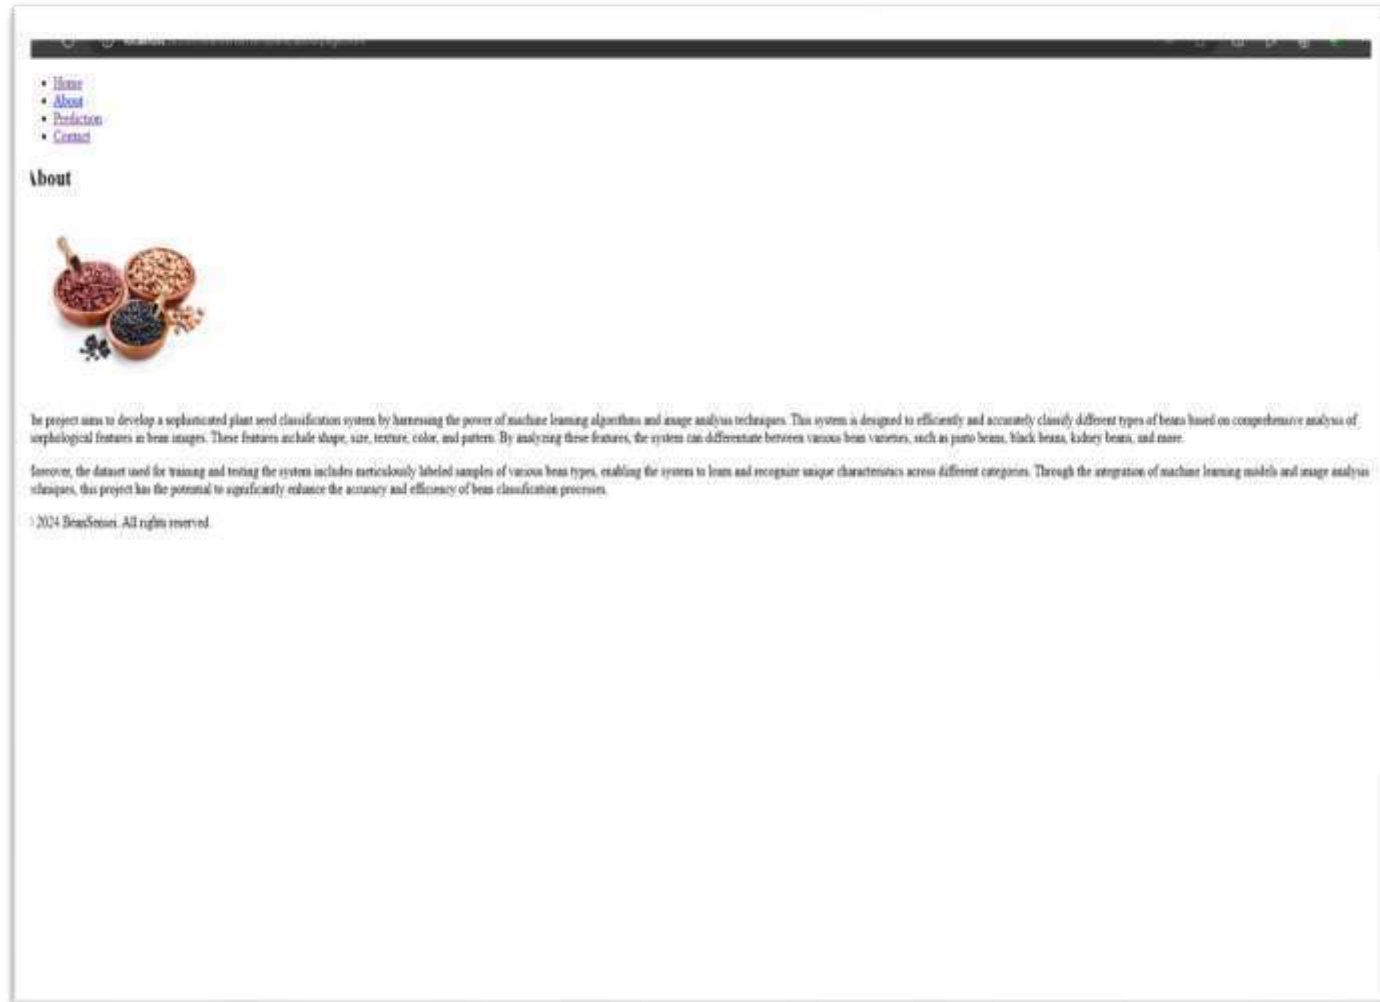 Home
About
Prediction
Contact
About
he project aims to develop a sophisticated plant seed classification system by harnessing the power of machine learning algorithms and image analysis techniques. This system is designed to efficiently and accurately classify different types of beans based on comprehensive analysis of
orphological features in bean images. These features include shape, size, texture, color, and pattern. By analyzing these features, the system can differentiate between various bean varieties, such as pinto beans, black beans, kidney beans, and more.
oreover, the dataset used for training and testing the system includes meticulously labeled samples of various bean types, enabling the system to learn and recognize unique characteristics across different categories. Through the integration of machine learning models and image analysis
chniques, this project has the potential to significantly enhance the accuracy and efficiency of bean classification processes.
2024 BeanSensei. All rights reserved.